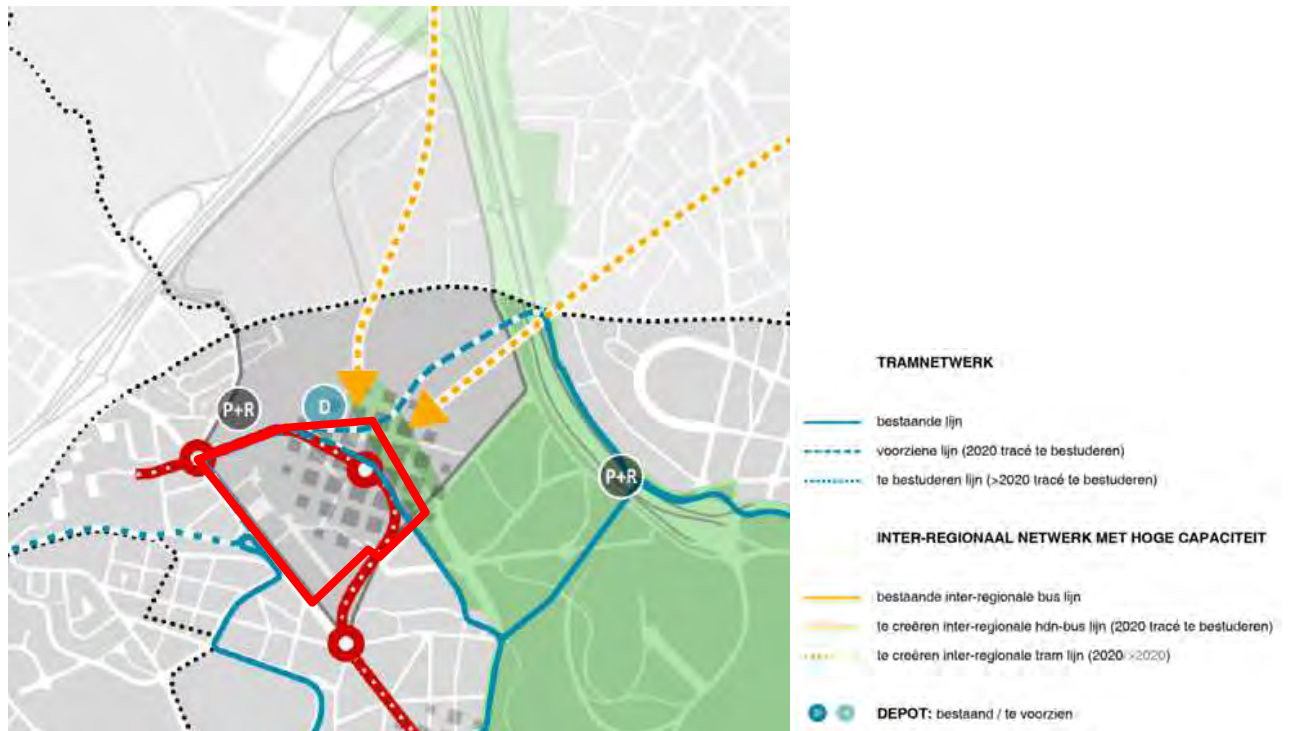 P+R
D
P+R
TRAMNETWERK
bestaande lijn
voorziene lijn (2020 tracé te bestuderen)
te bestuderen lijn (>2020 tracé te bestuderen)
INTER-REGIONAAL NETWERK MET HOGE CAPACITEIT
bestaande inter-regionale bus lijn
te creëren inter-regionale hdn-bus lijn (2020 tracé te bestuderen)
te creëren inter-regionale tram lijn (2020/>2020)
DEPOT: bestaand / te voorzien